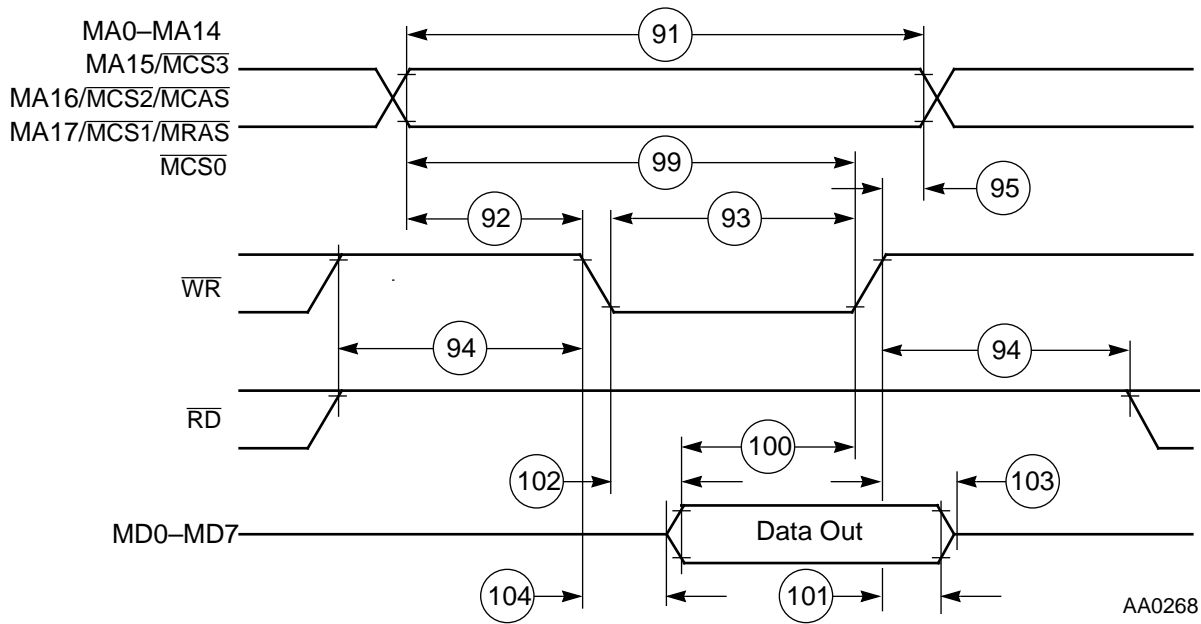 MA0–MA14
91
MA15/MCS3
MA16/MCS2/MCAS
MA17/MCS1/MRAS
MCS0
99
95
92
93
WR
94
94
RD
100
102
103
MD0–MD7
Data Out
104
101
AA0268